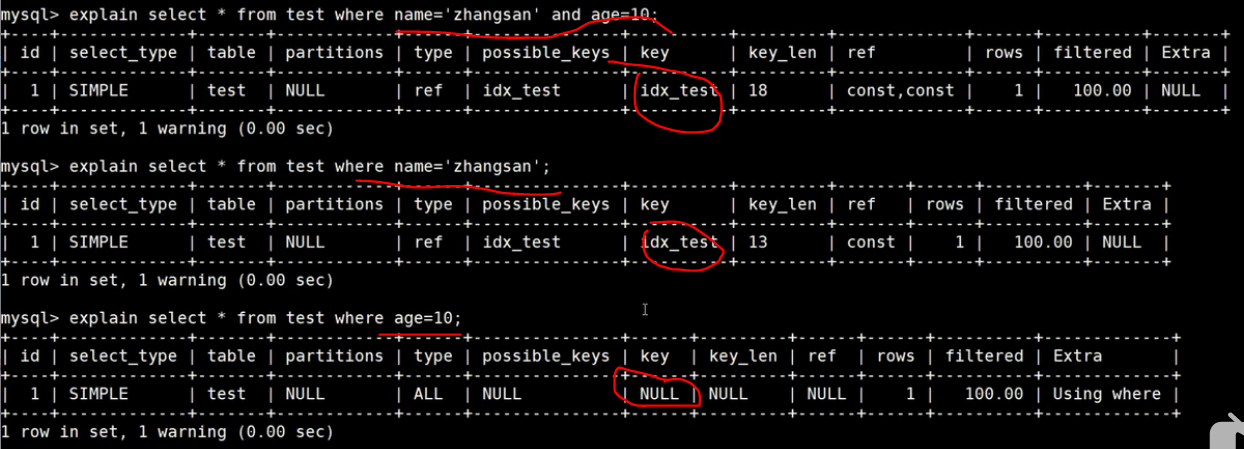 mysql> explain select * from test where name='zhangsan' and age=10;
+----+-------------+-------+------------+------+---------------+----------+---------+-------------+------+----------+-------+
| id | select_type | table | partitions | type | possible_keys | key      | key_len | ref         | rows | filtered | Extra |
+----+-------------+-------+------------+------+---------------+----------+---------+-------------+------+----------+-------+
|  1 | SIMPLE      | test  | NULL       | ref  | idx_test      | idx_test | 18      | const,const |    1 |   100.00 | NULL  |
+----+-------------+-------+------------+------+---------------+----------+---------+-------------+------+----------+-------+
1 row in set, 1 warning (0.00 sec)
mysql> explain select * from test where name='zhangsan';
+----+-------------+-------+------------+------+---------------+----------+---------+-------+------+----------+-------+
| id | select_type | table | partitions | type | possible_keys | key      | key_len | ref   | rows | filtered | Extra |
+----+-------------+-------+------------+------+---------------+----------+---------+-------+------+----------+-------+
|  1 | SIMPLE      | test  | NULL       | ref  | idx_test      | idx_test | 13      | const |    1 |   100.00 | NULL  |
+----+-------------+-------+------------+------+---------------+----------+---------+-------+------+----------+-------+
1 row in set, 1 warning (0.00 sec)
mysql> explain select * from test where age=10;
+----+-------------+-------+------------+------+---------------+------+---------+------+------+----------+-------------+
| id | select_type | table | partitions | type | possible_keys | key  | key_len | ref  | rows | filtered | Extra       |
+----+-------------+-------+------------+------+---------------+------+---------+------+------+----------+-------------+
|  1 | SIMPLE      | test  | NULL       | ALL  | NULL          | NULL | NULL    | NULL |    1 |   100.00 | Using where |
+----+-------------+-------+------------+------+---------------+------+---------+------+------+----------+-------------+
1 row in set, 1 warning (0.00 sec)